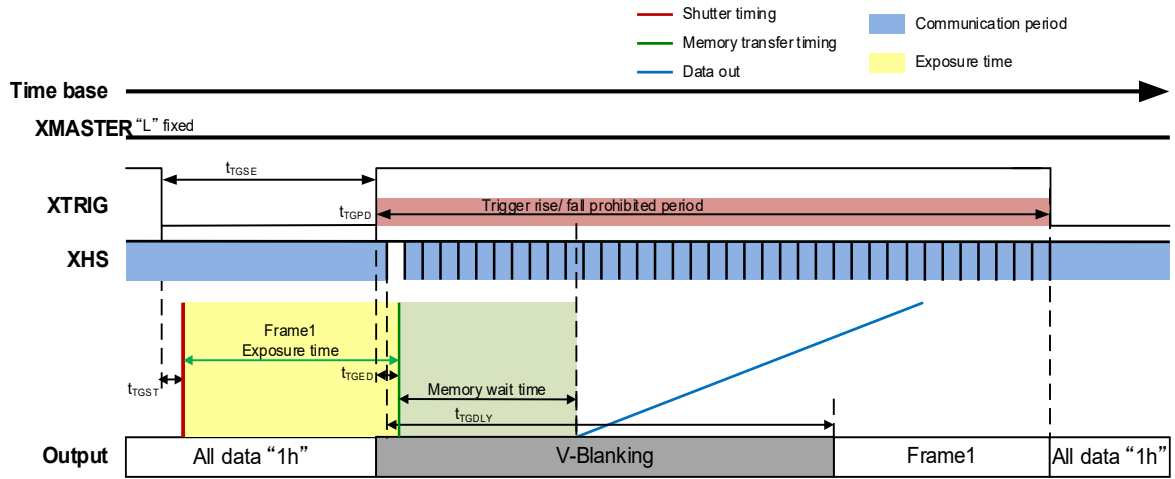 Shutter timing
Memory transfer timing
Data out
Communication period
Exposure time
Time base
XMASTER “L” fixed
tTGSE
XTRIG
tTGPD
Trigger rise/ fall prohibited period
XHS
Frame1
Exposure time
tTGST
tTGED
Memory wait time
tTGDLY
Output
All data “1h”
V-Blanking
Frame1
All data “1h”